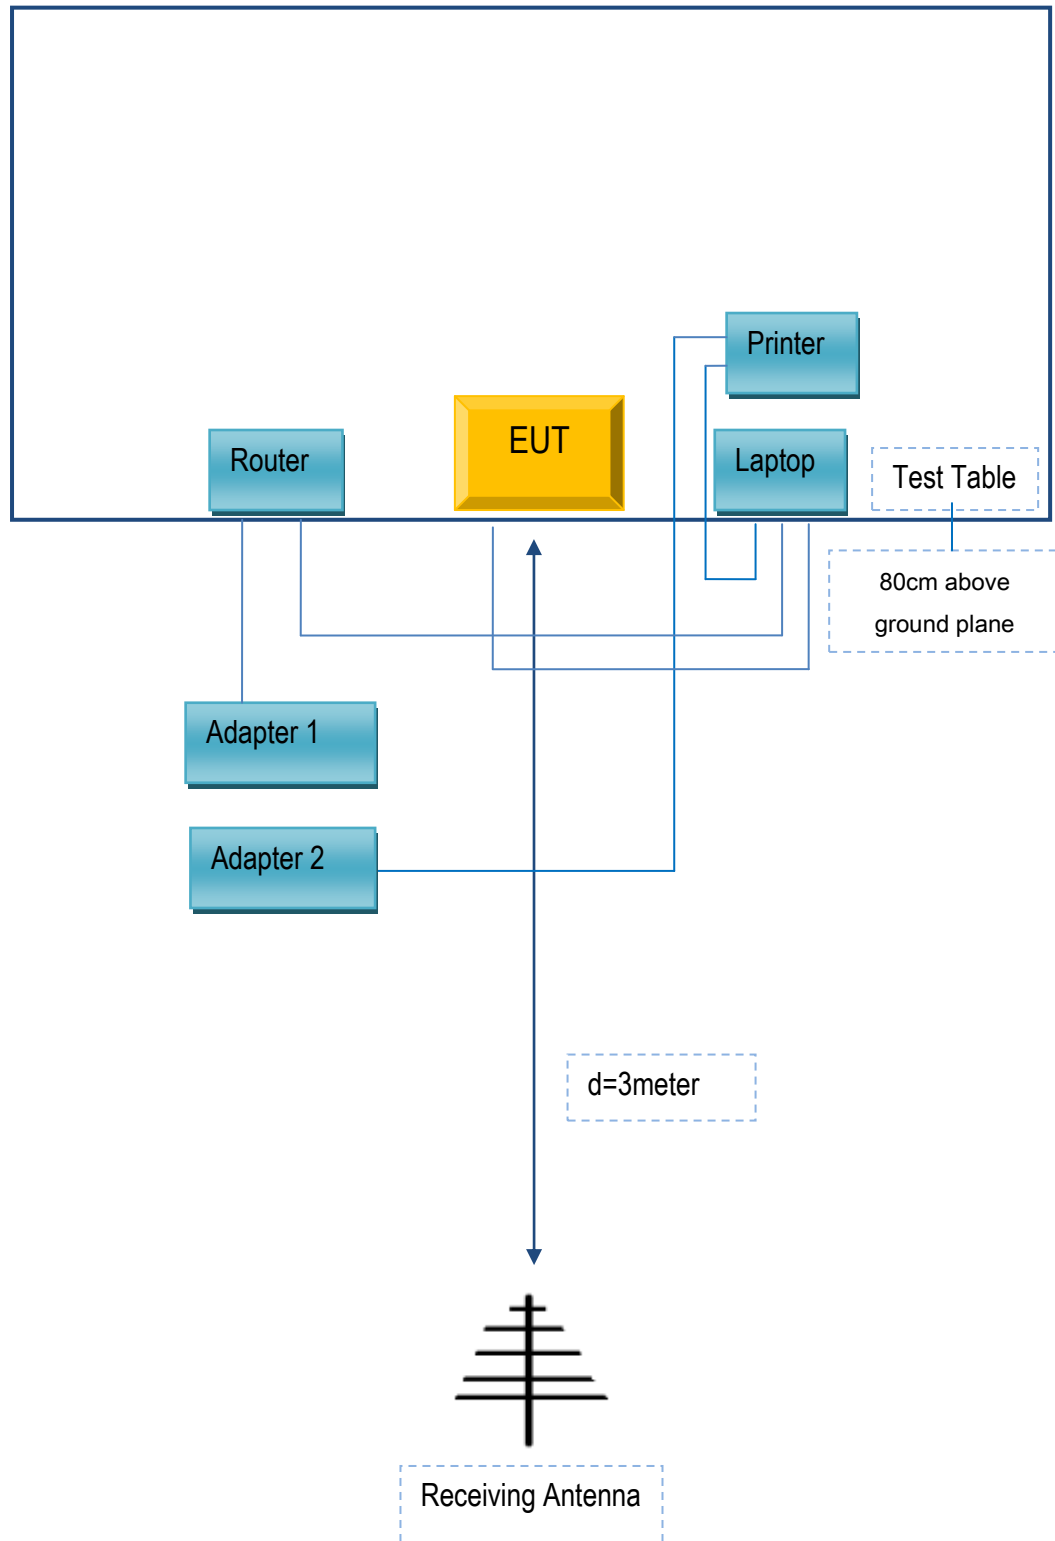 Printer
EUT
Router
Laptop
Test Table
80cm above
ground plane
Adapter 1
Adapter 2
d=3meter
Receiving Antenna